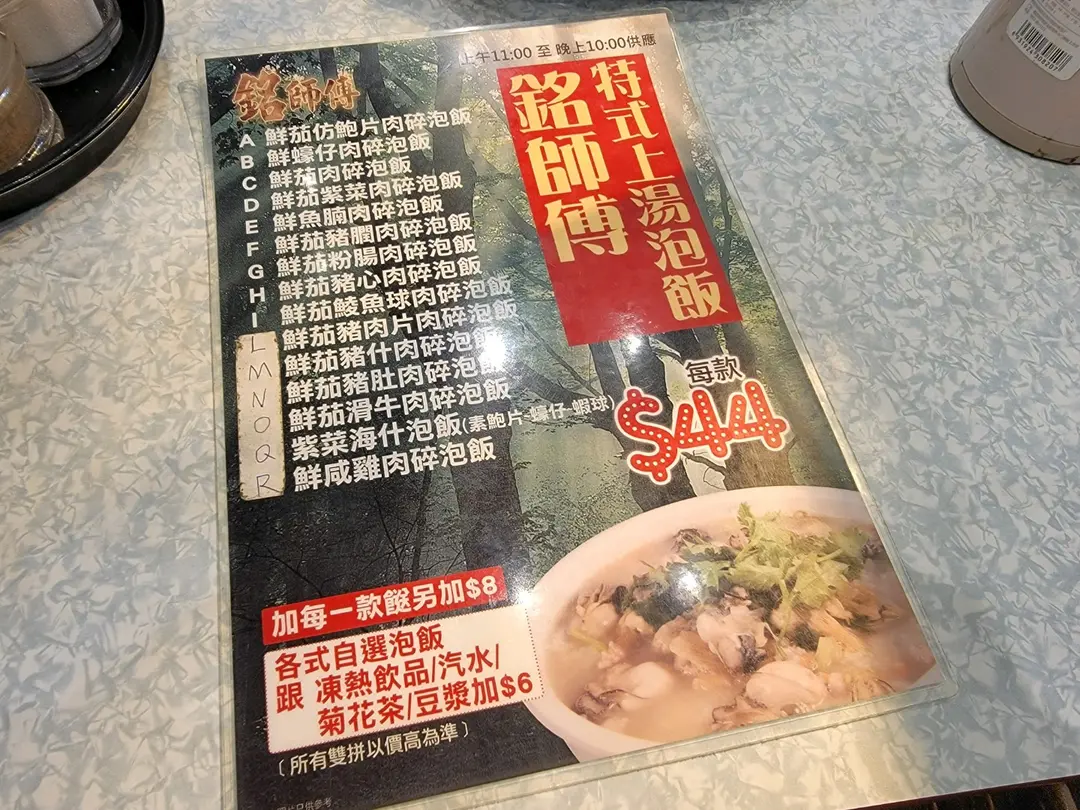 上午11:00 至 晚上10:00供應
銘師傅
特式上湯泡飯
銘師傅
A 鮮茄仿鮑片肉碎泡飯
B 鮮蠔仔肉碎泡飯
C 鮮茄肉碎泡飯
D 鮮茄紫菜肉碎泡飯
E 鮮魚腩肉碎泡飯
F 鮮茄豬膶肉碎泡飯
G 鮮茄粉腸肉碎泡飯
H 鮮茄豬心肉碎泡飯
I 鮮茄鯪魚球肉碎泡飯
L 鮮茄豬肉片肉碎泡飯
M 鮮茄豬什肉碎泡飯
N 鮮茄豬肚肉碎泡飯
O 鮮茄滑牛肉碎泡飯
Q 紫菜海什泡飯(素鮑片-蠔仔-蝦球)
R 鮮咸雞肉碎泡飯
每款
$44
加每一款餸另加$8
各式自選泡飯
跟 凍熱飲品/汽水/
菊花茶/豆漿加$6
﹝所有雙拼以價高為準﹞